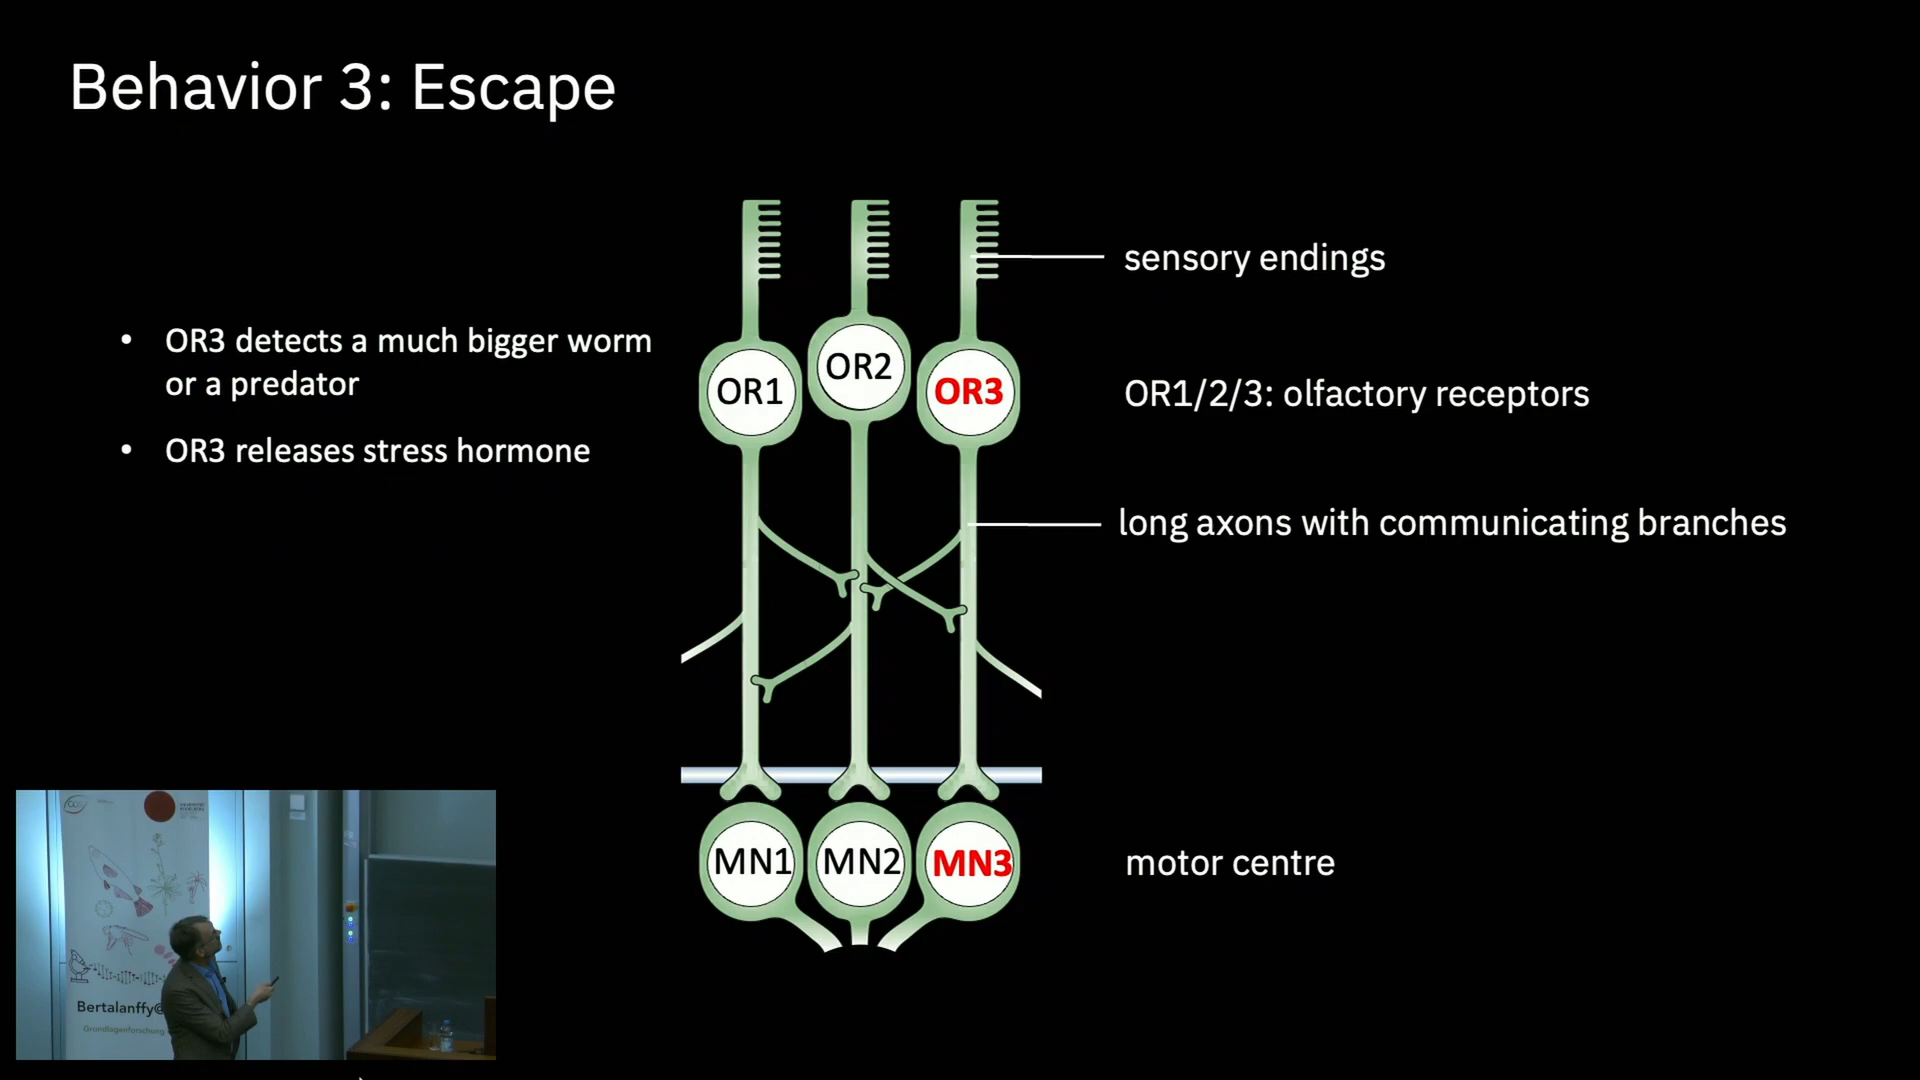 Behavior 3: Escape
• OR3 detects a much bigger worm
or a predator
• OR3 releases stress hormone
OR1
OR2
OR3
sensory endings
OR1/2/3: olfactory receptors
long axons with communicating branches
MN1
MN2
MN3
motor centre
Bertalanffy@
Grundlagenforschung